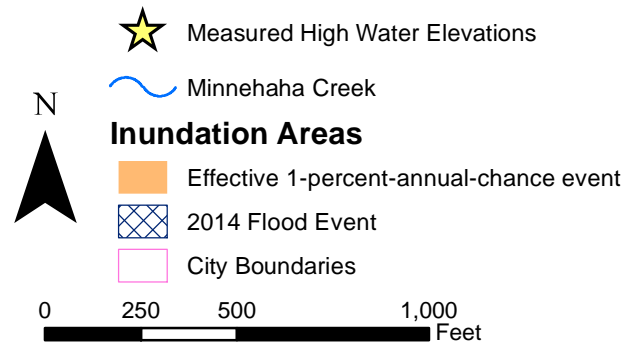 Measured High Water Elevations
Minnehaha Creek
N
Inundation Areas
Effective 1-percent-annual-chance event
2014 Flood Event
City Boundaries
0 250 500 1,000
Feet